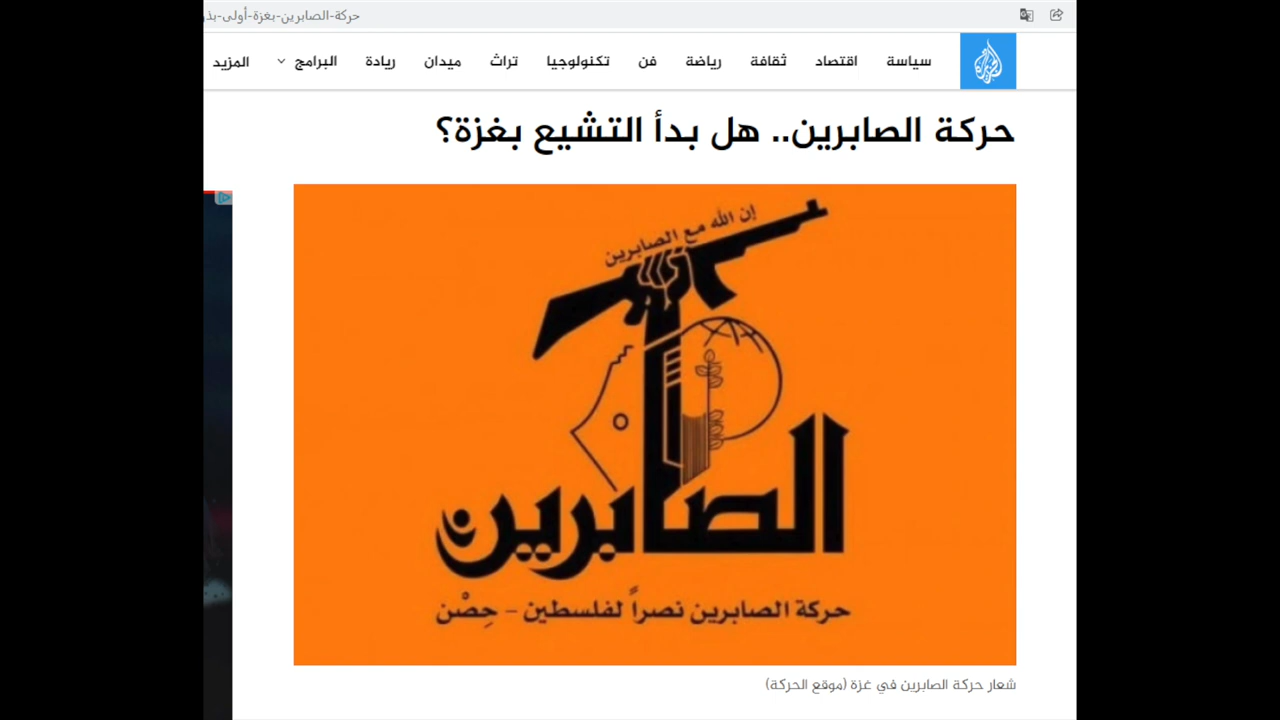 حركة-الصابرين-بغزة-أولى-بذر
سياسة اقتصاد ثقافة رياضة فن تكنولوجيا تراث ميدان ريادة البرامج المزيد
حركة الصابرين.. هل بدأ التشيع بغزة؟
إن الله مع الصابرين
الصابرين
حركة الصابرين نصراً لفلسطين - حِصْن
شعار حركة الصابرين في غزة (موقع الحركة)